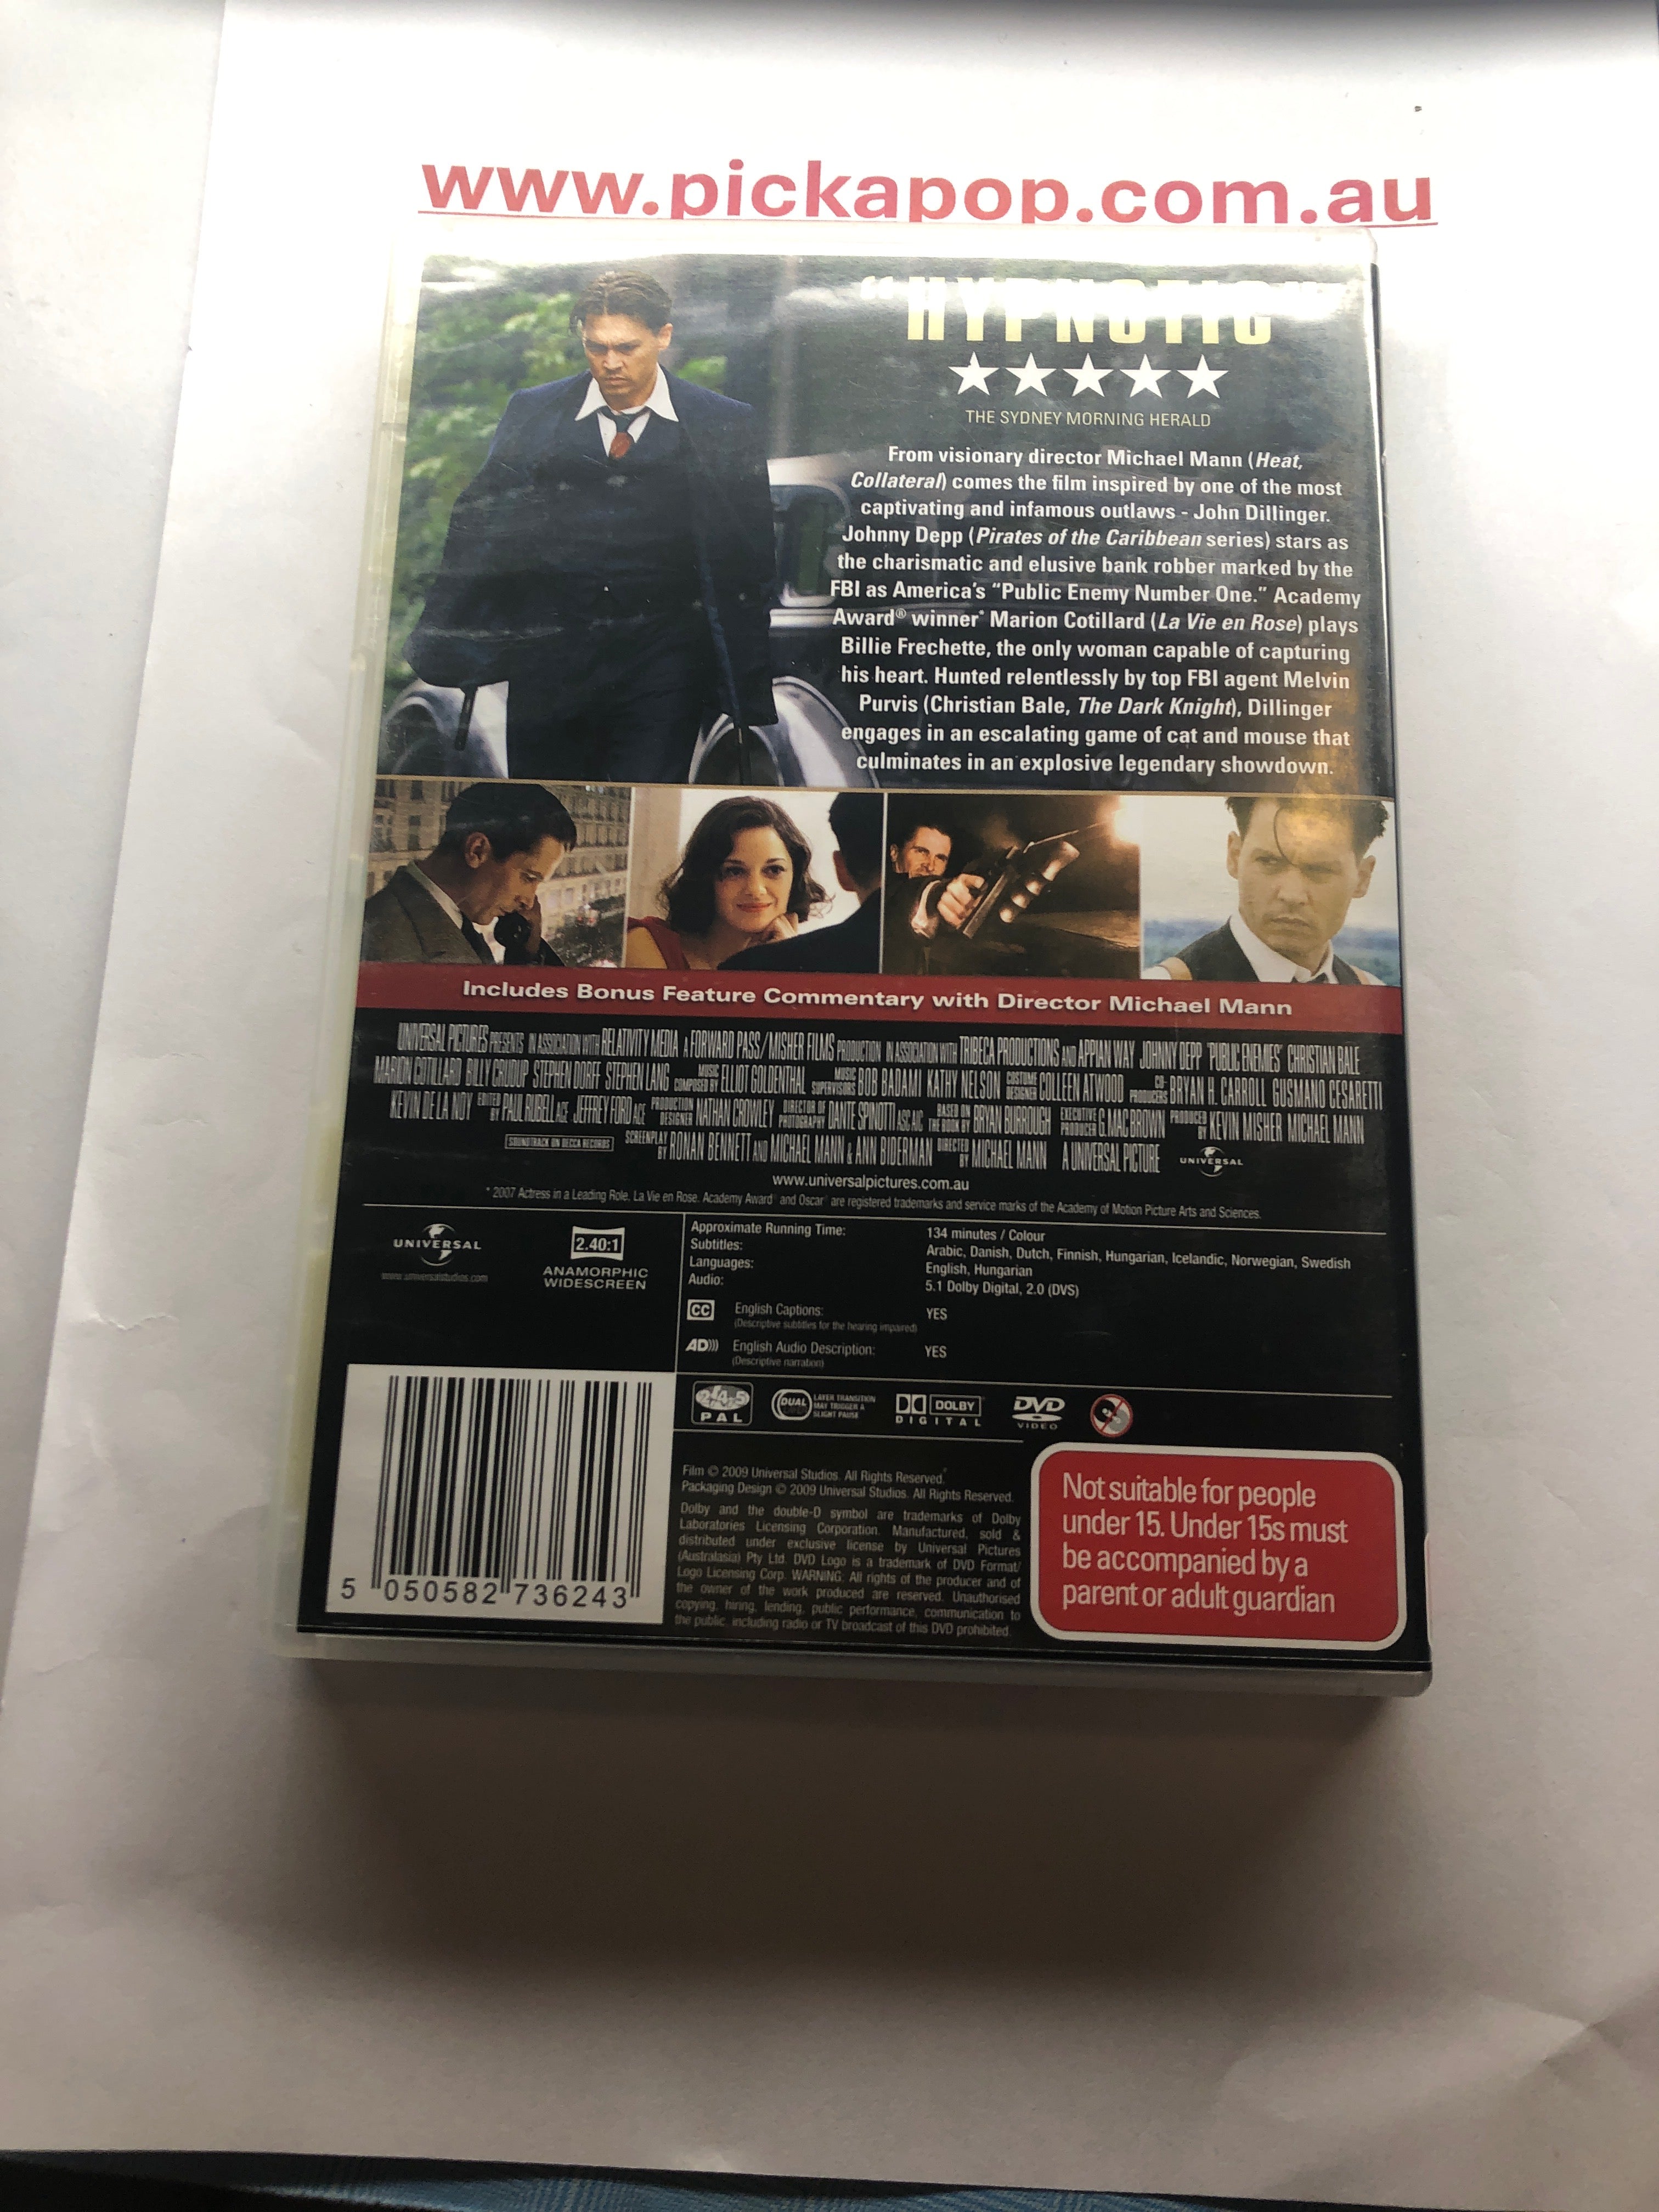 www.pickapop.com.au
"HYPNOTIC"
THE SYDNEY MORNING HERALD
From visionary director Michael Mann (Heat,
Collateral) comes the film inspired by one of the most
captivating and infamous outlaws - John Dillinger.
Johnny Depp (Pirates of the Caribbean series) stars as
the charismatic and elusive bank robber marked by the
FBI as America's "Public Enemy Number One." Academy
Award® winner* Marion Cotillard (La Vie en Rose) plays
Billie Frechette, the only woman capable of capturing
his heart. Hunted relentlessly by top FBI agent Melvin
Purvis (Christian Bale, The Dark Knight), Dillinger
engages in an escalating game of cat and mouse that
culminates in an explosive legendary showdown.
Includes Bonus Feature Commentary with Director Michael Mann
UNIVERSAL PICTURES PRESENTS IN ASSOCIATION WITH RELATIVITY MEDIA A FORWARD PASS/MISHER FILMS PRODUCTION IN ASSOCIATION WITH TRIBECA PRODUCTIONS AND APPIAN WAY JOHNNY DEPP 'PUBLIC ENEMIES' CHRISTIAN BALE
MARION COTILLARD BILLY CRUDUP STEPHEN DORFF STEPHEN LANG MUSIC COMPOSED BY ELLIOT GOLDENTHAL MUSIC SUPERVISORS BOB BADAMI KATHY NELSON COSTUME DESIGNER COLLEEN ATWOOD CO-PRODUCERS BRYAN H. CARROLL GUSMANO CESARETTI
KEVIN DE LA NOY EDITED BY PAUL RUBELL ACE JEFFREY FORD ACE PRODUCTION DESIGNER NATHAN CROWLEY DIRECTOR OF PHOTOGRAPHY DANTE SPINOTTI ASC AIC BASED ON THE BOOK BY BRYAN BURROUGH EXECUTIVE PRODUCER G. MAC BROWN PRODUCED BY KEVIN MISHER MICHAEL MANN
SOUNDTRACK ON DECCA RECORDS SCREENPLAY BY RONAN BENNETT AND MICHAEL MANN & ANN BIDERMAN DIRECTED BY MICHAEL MANN A UNIVERSAL PICTURE UNIVERSAL
www.universalpictures.com.au
* 2007 Actress in a Leading Role, La Vie en Rose. Academy Award® and Oscar® are registered trademarks and service marks of the Academy of Motion Picture Arts and Sciences.
UNIVERSAL
www.universalstudios.com
2.40:1
ANAMORPHIC
WIDESCREEN
Approximate Running Time: 134 minutes / Colour
Subtitles: Arabic, Danish, Dutch, Finnish, Hungarian, Icelandic, Norwegian, Swedish
Languages: English, Hungarian
Audio: 5.1 Dolby Digital, 2.0 (DVS)
CC English Captions: YES
(Descriptive subtitles for the hearing impaired)
AD))) English Audio Description: YES
(Descriptive narration)
2 4 5
PAL
DUAL LAYER TRANSITION
MAY TRIGGER A
SLIGHT PAUSE
DOLBY
DIGITAL
DVD
VIDEO
5 050582 736243
Film © 2009 Universal Studios. All Rights Reserved.
Packaging Design © 2009 Universal Studios. All Rights Reserved.
Dolby and the double-D symbol are trademarks of Dolby
Laboratories Licensing Corporation. Manufactured, sold &
distributed under exclusive license by Universal Pictures
(Australasia) Pty Ltd. DVD Logo is a trademark of DVD Format/
Logo Licensing Corp. WARNING: All rights of the producer and of
the owner of the work produced are reserved. Unauthorised
copying, hiring, lending, public performance, communication to
the public, including radio or TV broadcast of this DVD prohibited.
Not suitable for people
under 15. Under 15s must
be accompanied by a
parent or adult guardian